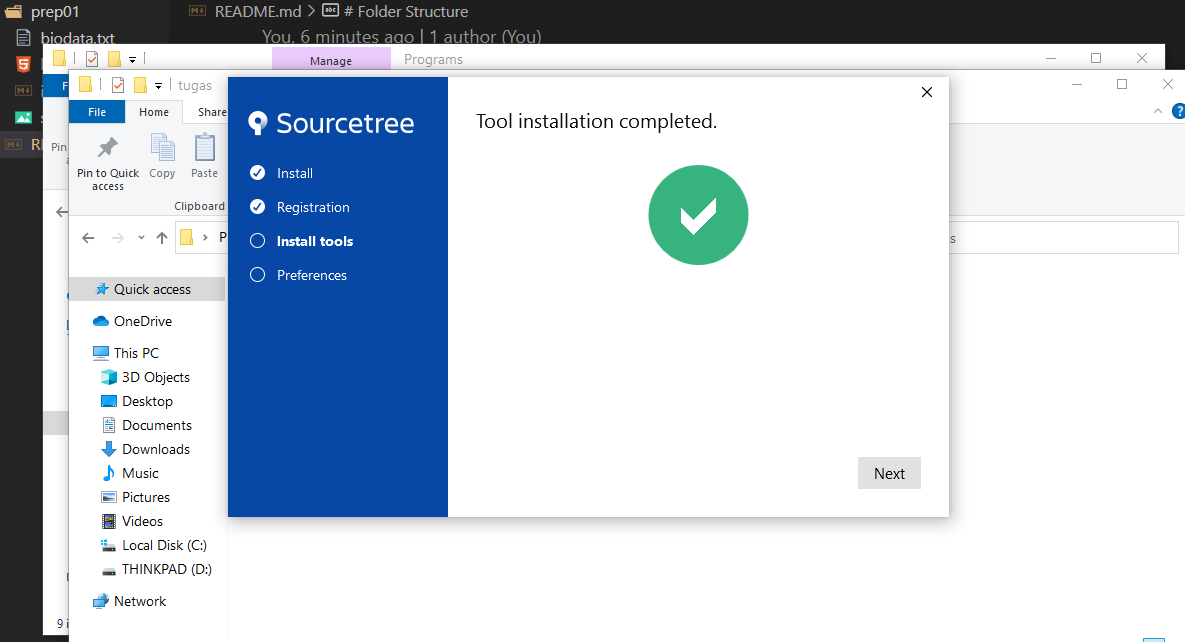 prep01
README.md > # Folder Structure
biodata.txt
You, 6 minutes ago | 1 author (You)
Manage
Programs
F
tugas
File
Home
Share
Pin
Pin to Quick access
Copy
Paste
Clipboard
P
s
Quick access
OneDrive
This PC
3D Objects
Desktop
Documents
Downloads
Music
Pictures
Videos
Local Disk (C:)
THINKPAD (D:)
Network
9
Sourcetree
Install
Registration
Install tools
Preferences
Tool installation completed.
Next